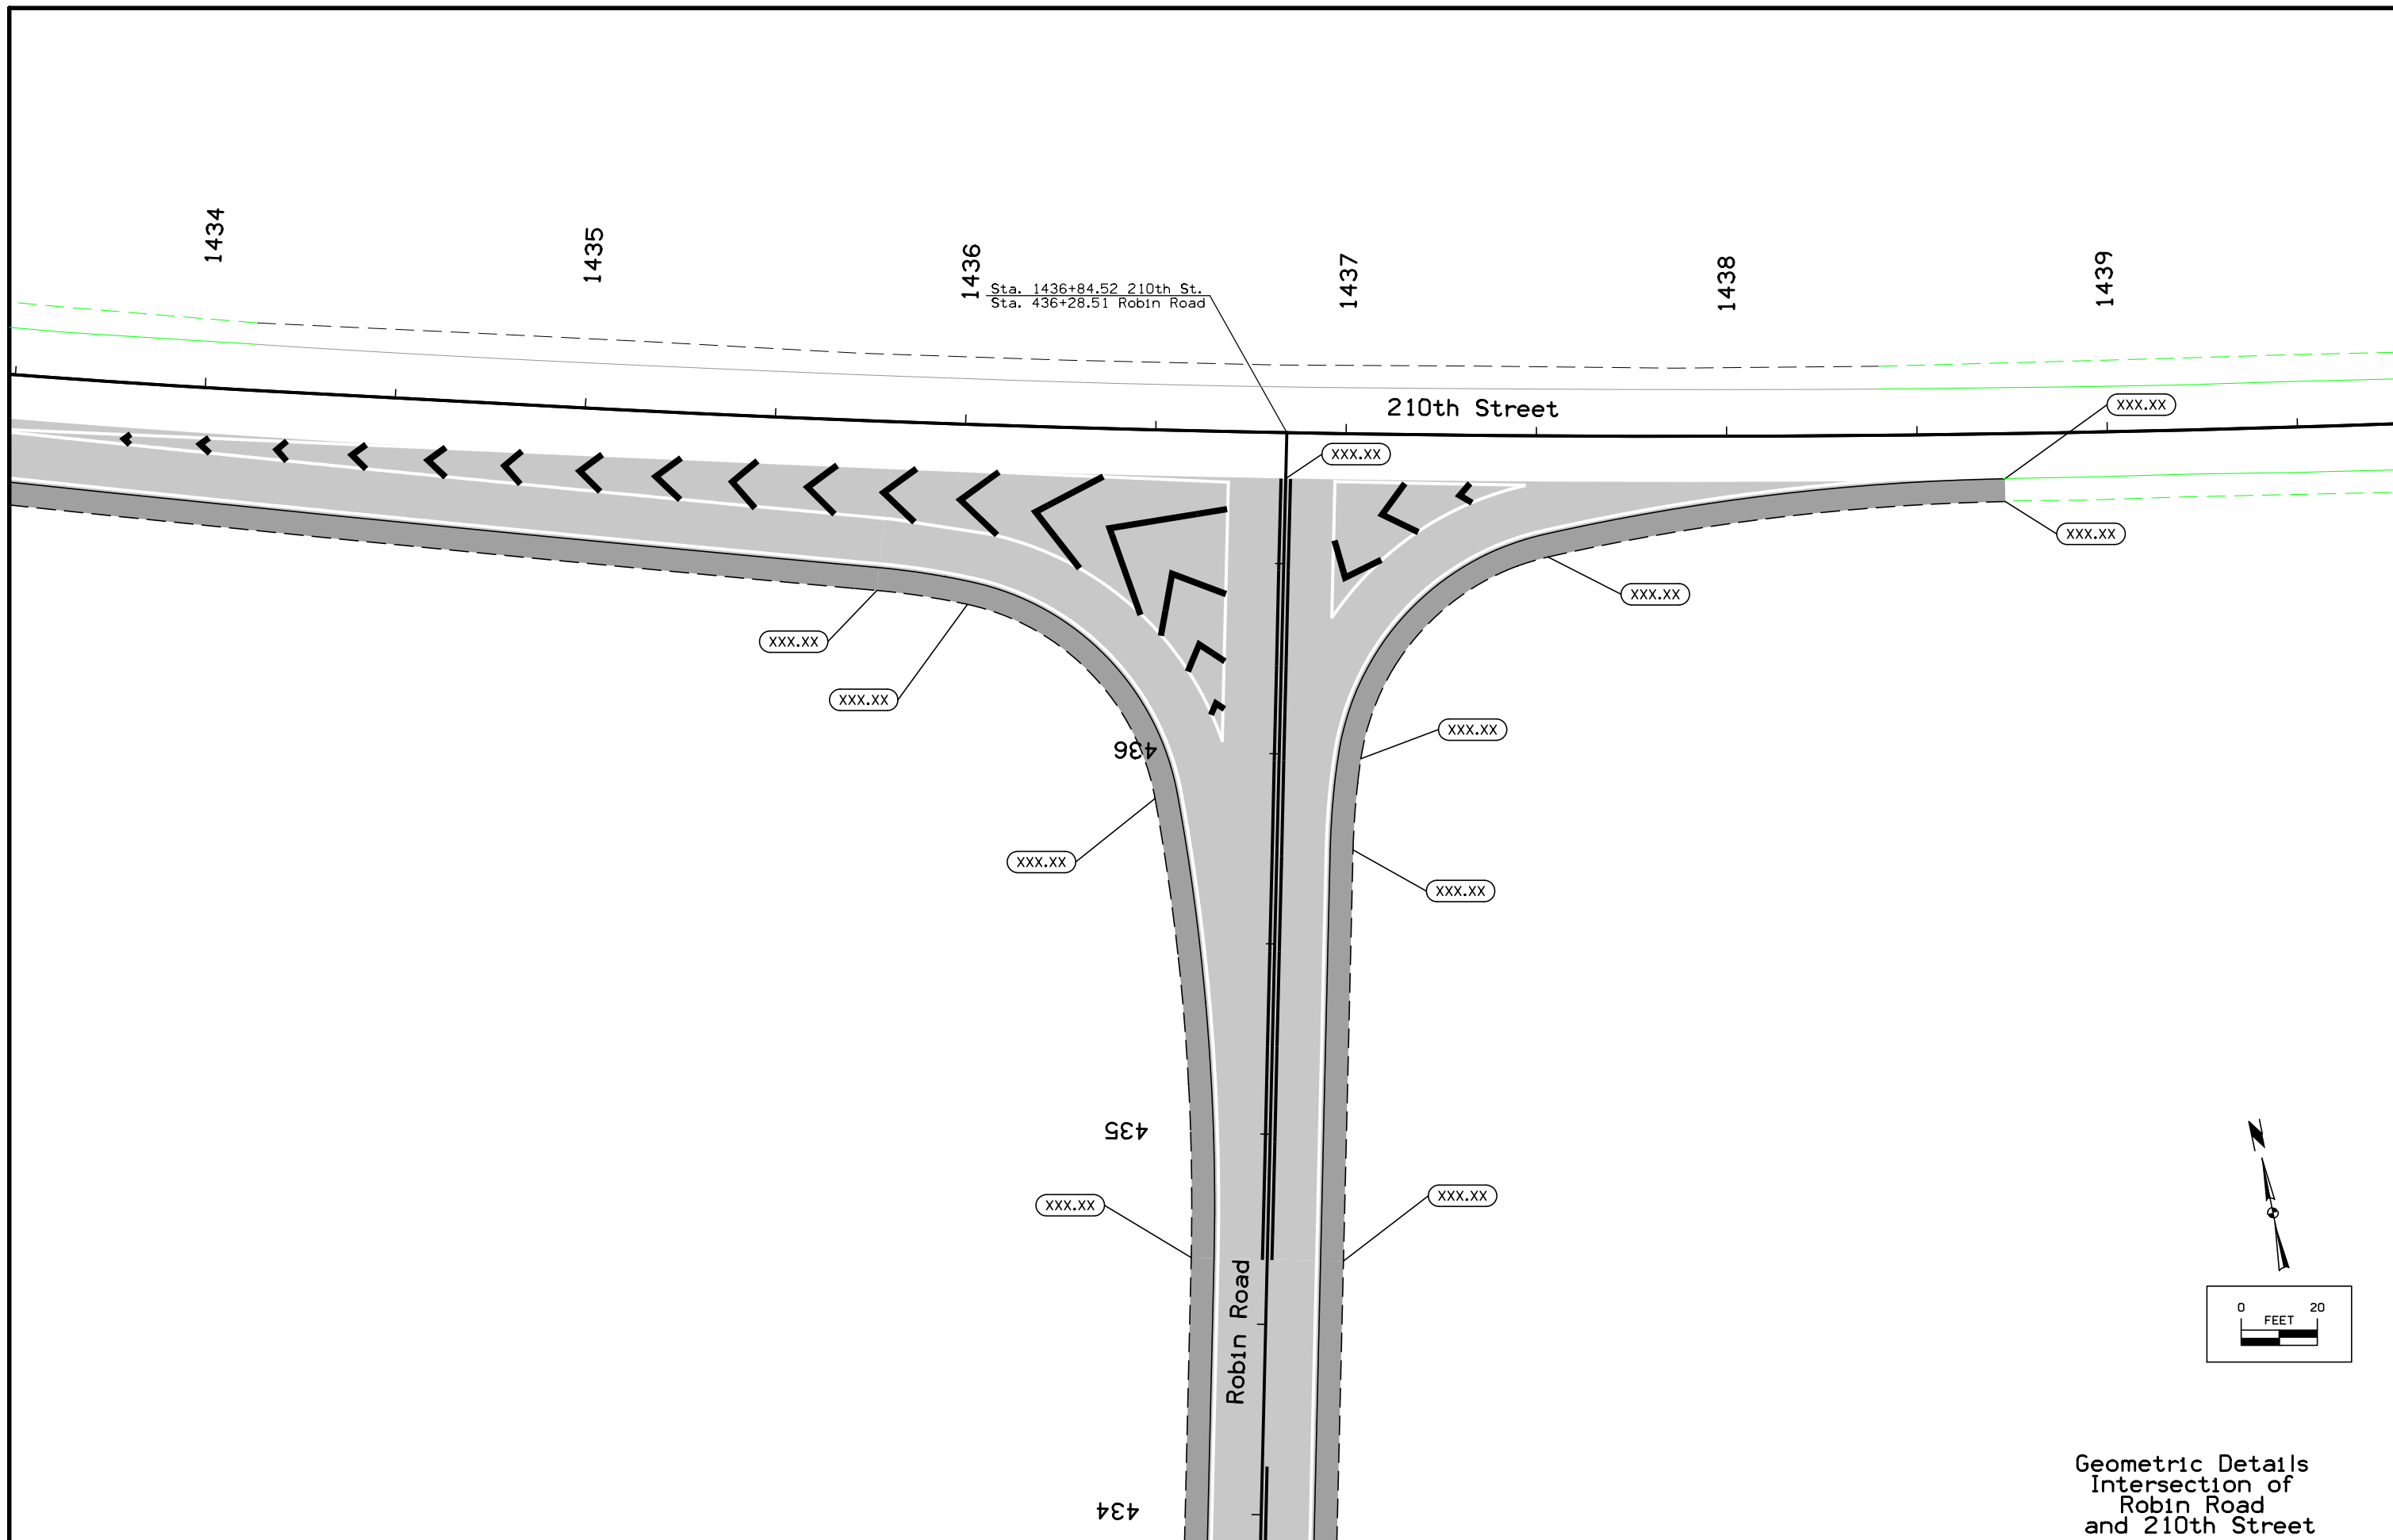 1434
1435
1436
1437
1438
1439
Sta. 1436+84.52 210th St.
Sta. 436+28.51 Robin Road
210th Street
XXX.XX
XXX.XX
XXX.XX
XXX.XX
XXX.XX
XXX.XX
XXX.XX
436
XXX.XX
XXX.XX
435
XXX.XX
XXX.XX
Robin Road
0 20
FEET
434
Geometric Details
Intersection of
Robin Road
and 210th Street